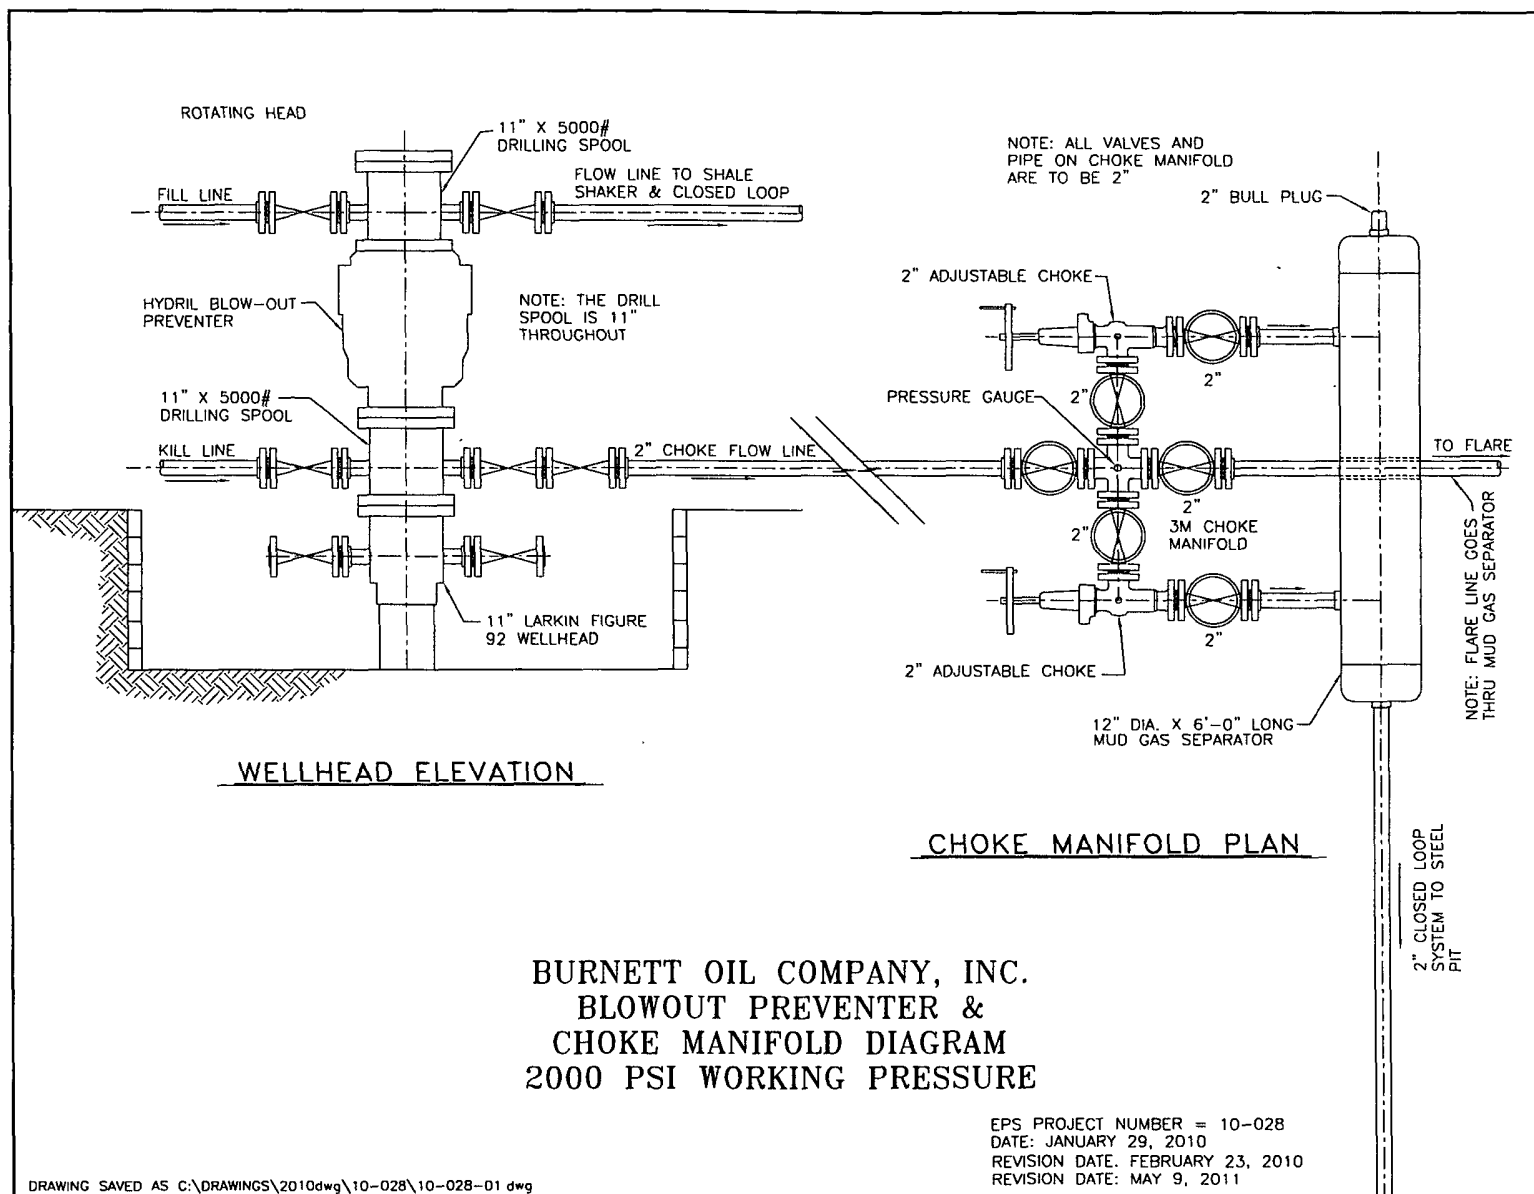 ROTATING HEAD
11" X 5000#
DRILLING SPOOL
FILL LINE
FLOW LINE TO SHALE
SHAKER & CLOSED LOOP
HYDRIL BLOW-OUT
PREVENTER
NOTE: THE DRILL
SPOOL IS 11"
THROUGHOUT
11" X 5000#
DRILLING SPOOL
KILL LINE
2" CHOKE FLOW LINE
11" LARKIN FIGURE
92 WELLHEAD
WELLHEAD ELEVATION
NOTE: ALL VALVES AND
PIPE ON CHOKE MANIFOLD
ARE TO BE 2"
2" BULL PLUG
2" ADJUSTABLE CHOKE
2"
2"
PRESSURE GAUGE
TO FLARE
2"
2"
3M CHOKE
MANIFOLD
2"
2" ADJUSTABLE CHOKE
12" DIA. X 6'-0" LONG
MUD GAS SEPARATOR
NOTE: FLARE LINE GOES
THRU MUD GAS SEPARATOR
CHOKE MANIFOLD PLAN
2" CLOSED LOOP
SYSTEM TO STEEL
PIT
BURNETT OIL COMPANY, INC.
BLOWOUT PREVENTER &
CHOKE MANIFOLD DIAGRAM
2000 PSI WORKING PRESSURE
EPS PROJECT NUMBER = 10-028
DATE: JANUARY 29, 2010
REVISION DATE. FEBRUARY 23, 2010
REVISION DATE: MAY 9, 2011
DRAWING SAVED AS C:\DRAWINGS\2010dwg\10-028\10-028-01 dwg